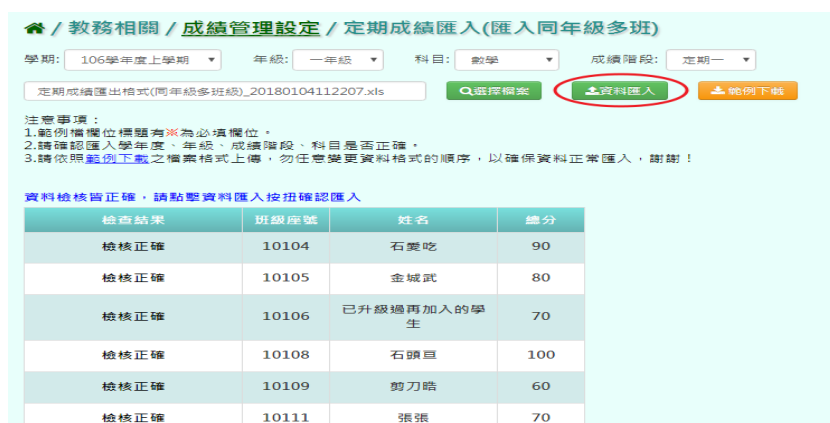 / 教務相關 / 成績管理設定 / 定期成績匯入(匯入同年級多班)
學期: 106學年度上學期 年級: 一年級 科目: 數學 成績階段: 定期一
定期成績匯出格式(同年級多班級)_20180104112207.xls 選擇檔案 資料匯入 範例下載
注意事項：
1.範例檔欄位標題有※為必填欄位。
2.請確認匯入學年度、年級、成績階段、科目是否正確。
3.請依照範例下載之檔案格式上傳，勿任意變更資料格式的順序，以確保資料正常匯入，謝謝！
資料檢核皆正確，請點擊資料匯入按扭確認匯入
檢查結果 班級座號 姓名 總分
檢核正確 10104 石愛吃 90
檢核正確 10105 金城武 80
檢核正確 10106 已升級過再加入的學生 70
檢核正確 10108 石頭亘 100
檢核正確 10109 剪刀皓 60
檢核正確 10111 張張 70